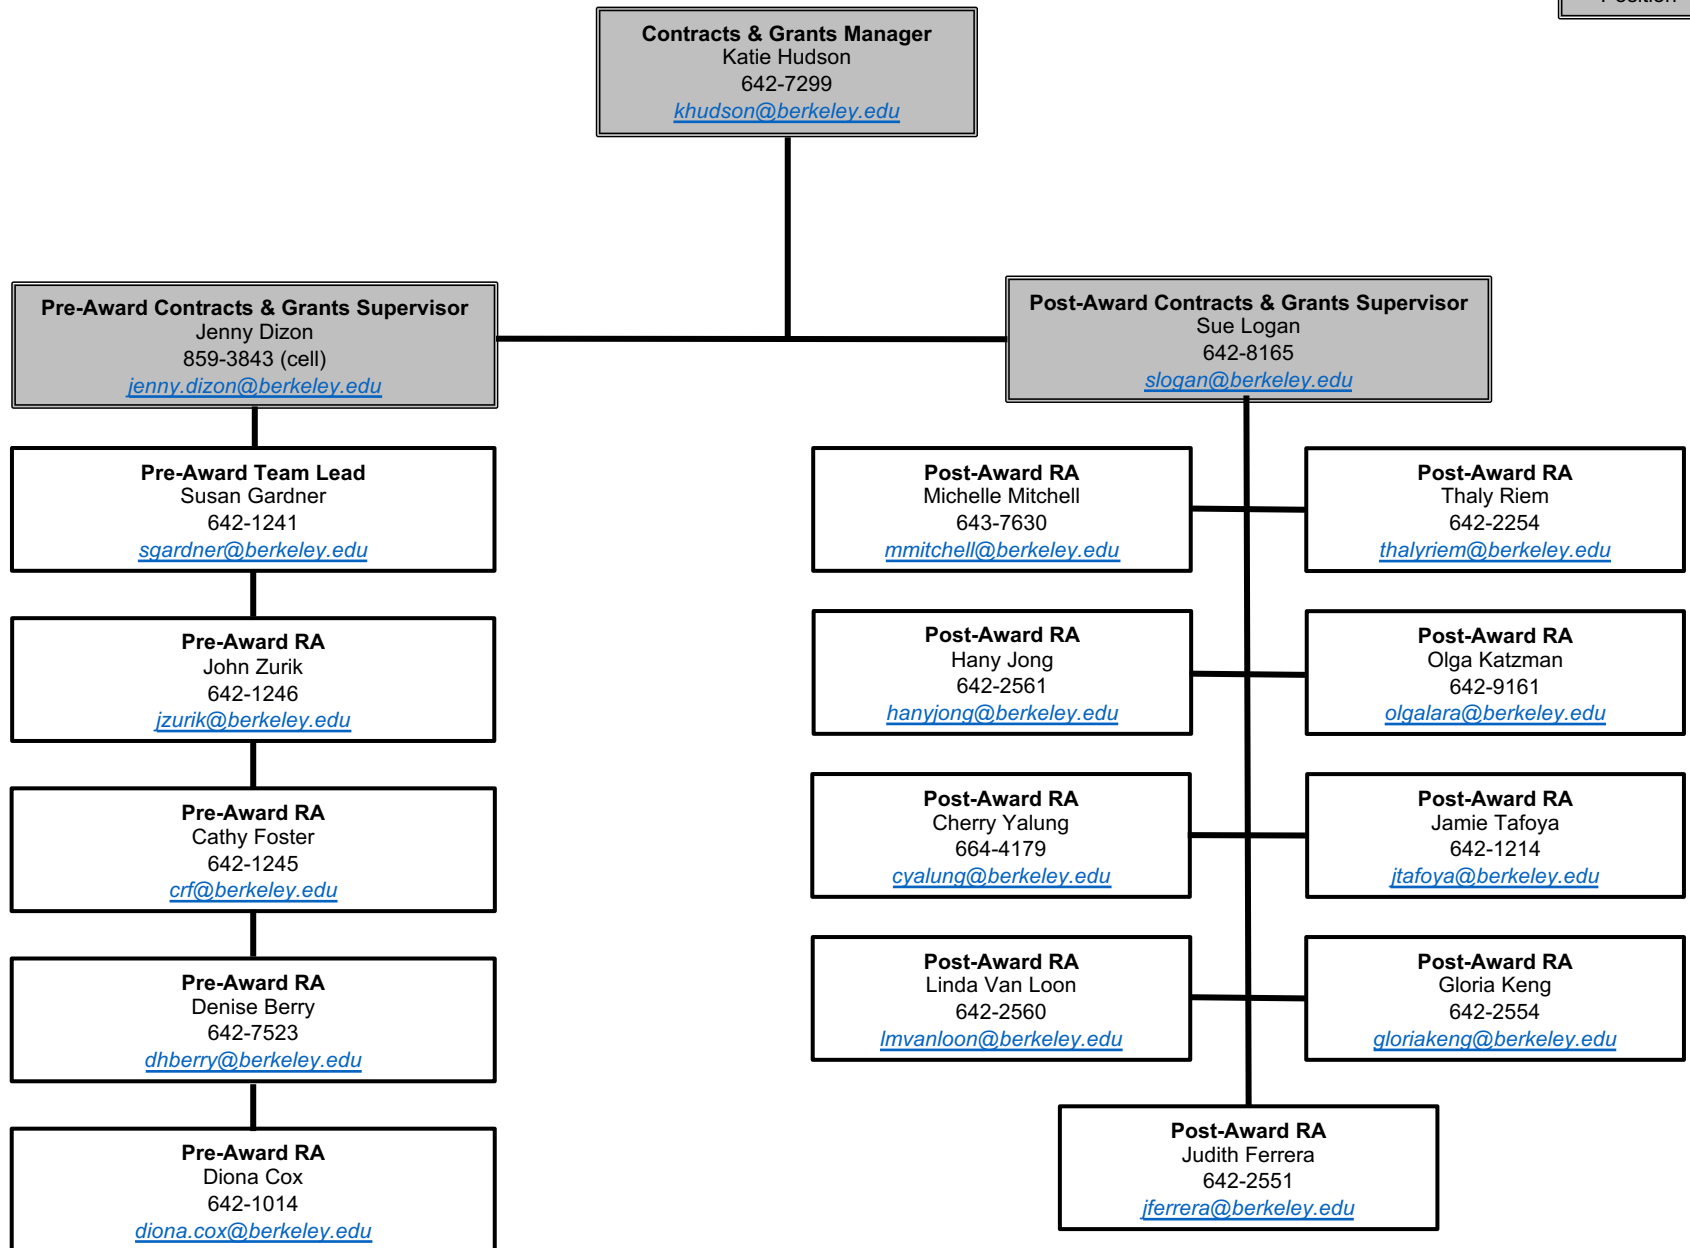 Position
Contracts & Grants Manager
Katie Hudson
642-7299
khudson@berkeley.edu
Pre-Award Contracts & Grants Supervisor
Jenny Dizon
859-3843 (cell)
jenny.dizon@berkeley.edu
Post-Award Contracts & Grants Supervisor
Sue Logan
642-8165
slogan@berkeley.edu
Pre-Award Team Lead
Susan Gardner
642-1241
sgardner@berkeley.edu
Pre-Award RA
John Zurik
642-1246
jzurik@berkeley.edu
Pre-Award RA
Cathy Foster
642-1245
crf@berkeley.edu
Pre-Award RA
Denise Berry
642-7523
dhberry@berkeley.edu
Pre-Award RA
Diona Cox
642-1014
diona.cox@berkeley.edu
Post-Award RA
Michelle Mitchell
643-7630
mmitchell@berkeley.edu
Post-Award RA
Thaly Riem
642-2254
thalyriem@berkeley.edu
Post-Award RA
Hany Jong
642-2561
hanyjong@berkeley.edu
Post-Award RA
Olga Katzman
642-9161
olgalara@berkeley.edu
Post-Award RA
Cherry Yalung
664-4179
cyalung@berkeley.edu
Post-Award RA
Jamie Tafoya
642-1214
jtafoya@berkeley.edu
Post-Award RA
Linda Van Loon
642-2560
lmvanloon@berkeley.edu
Post-Award RA
Gloria Keng
642-2554
gloriakeng@berkeley.edu
Post-Award RA
Judith Ferrera
642-2551
jferrera@berkeley.edu